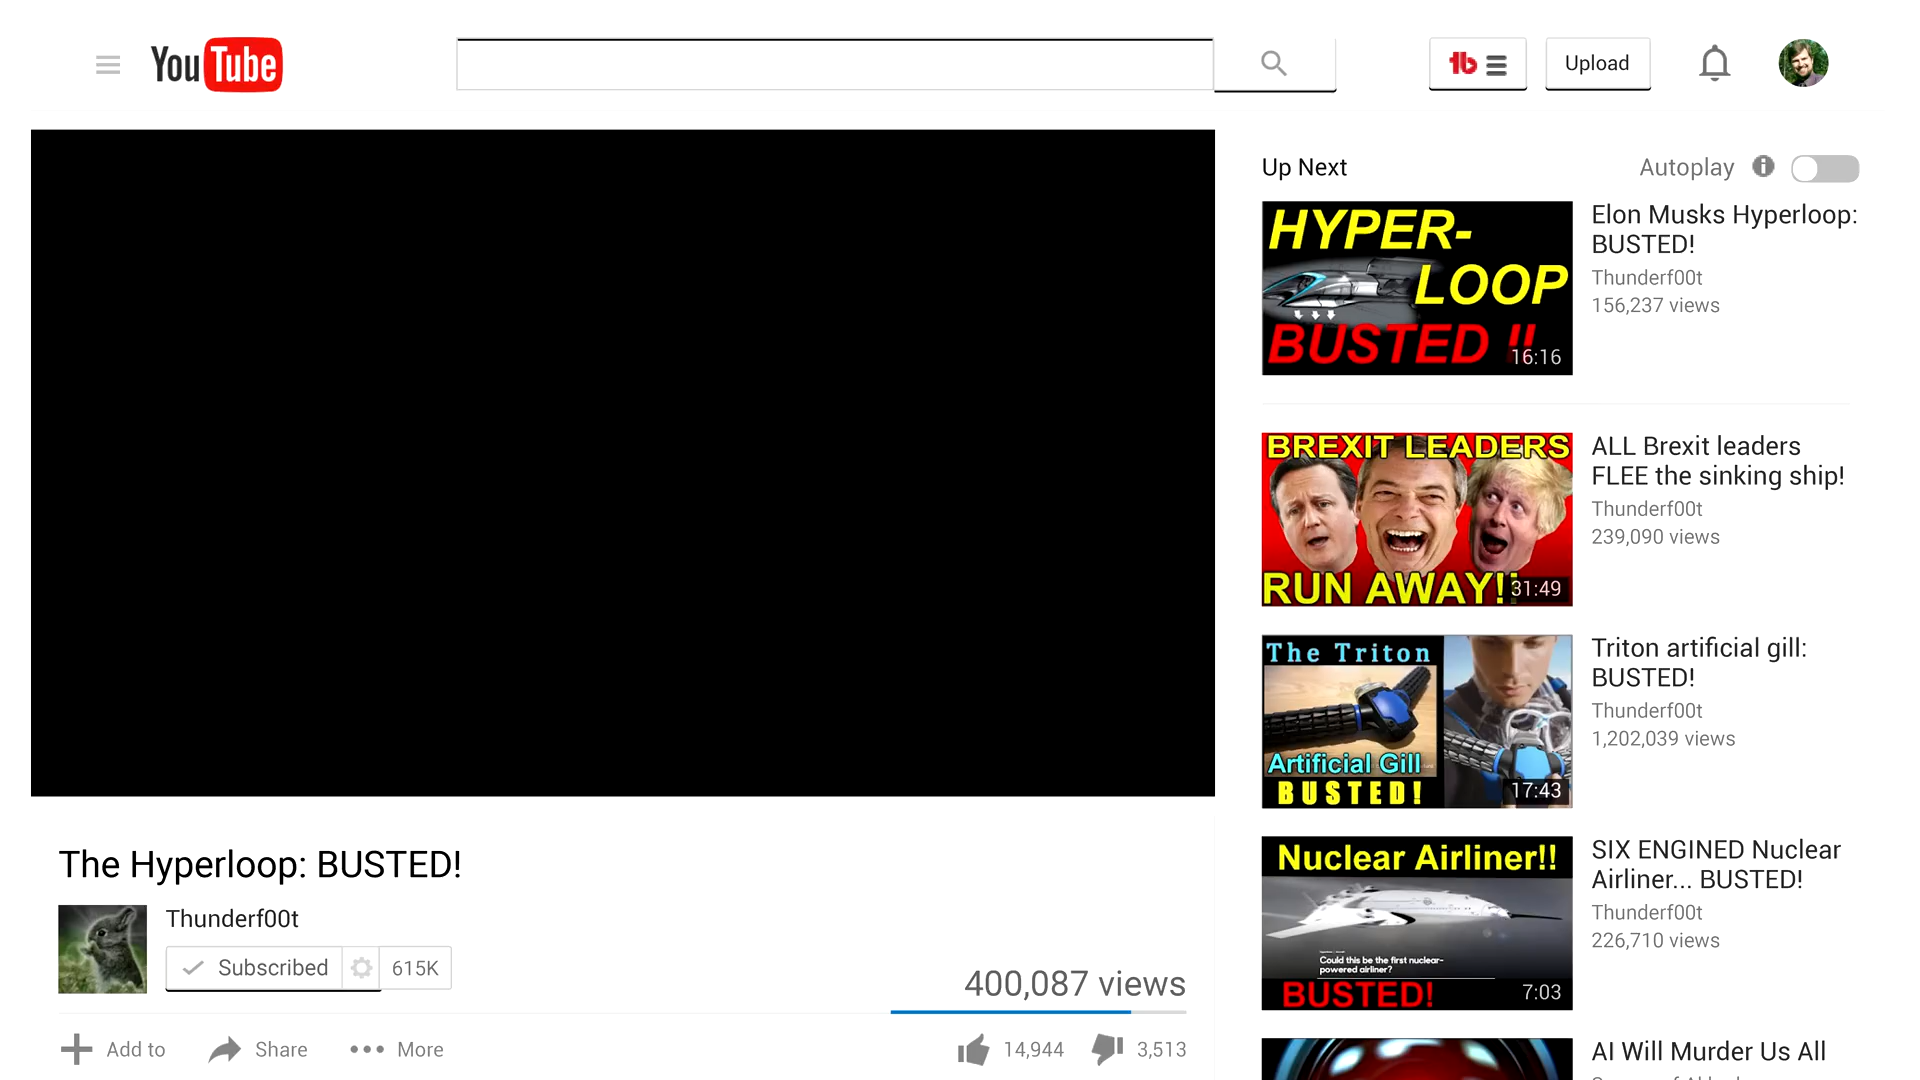 YouTube
tb
Upload
Up Next
Autoplay
HYPER-
LOOP
BUSTED !!
16:16
Elon Musks Hyperloop:
BUSTED!
Thunderf00t
156,237 views
BREXIT LEADERS
RUN AWAY!!
31:49
ALL Brexit leaders
FLEE the sinking ship!
Thunderf00t
239,090 views
The Triton
Artificial Gill
BUSTED!
17:43
Triton artificial gill:
BUSTED!
Thunderf00t
1,202,039 views
Nuclear Airliner!!
Could this be the first nuclear-
powered airliner?
BUSTED!
7:03
SIX ENGINED Nuclear
Airliner... BUSTED!
Thunderf00t
226,710 views
AI Will Murder Us All
The Hyperloop: BUSTED!
Thunderf00t
Subscribed
615K
400,087 views
Add to
Share
More
14,944
3,513